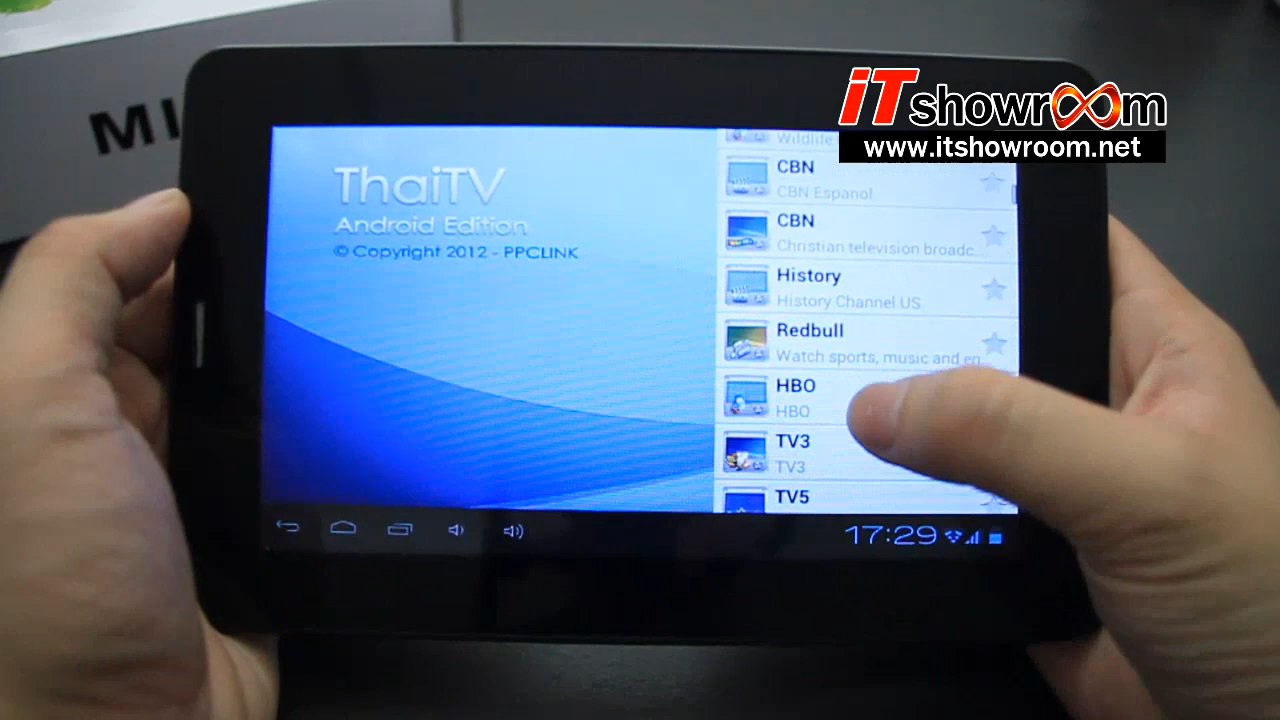 MI
iTshowroom
www.itshowroom.net
ThaiTV
Android Edition
© Copyright 2012 - PPCLINK
Wildlife
CBN
CBN Espanol
CBN
Christian television broadc...
History
History Channel US
Redbull
Watch sports, music and en
HBO
HBO
TV3
TV3
TV5
17:29